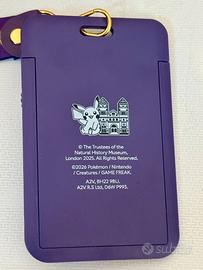 © The Trustees of the
Natural History Museum,
London 2025. All Rights Reserved.
©2026 Pokémon / Nintendo
/ Creatures / GAME FREAK.
A2V, BH22 9BU,
A2V R.S Ltd, D6W P993.
subito